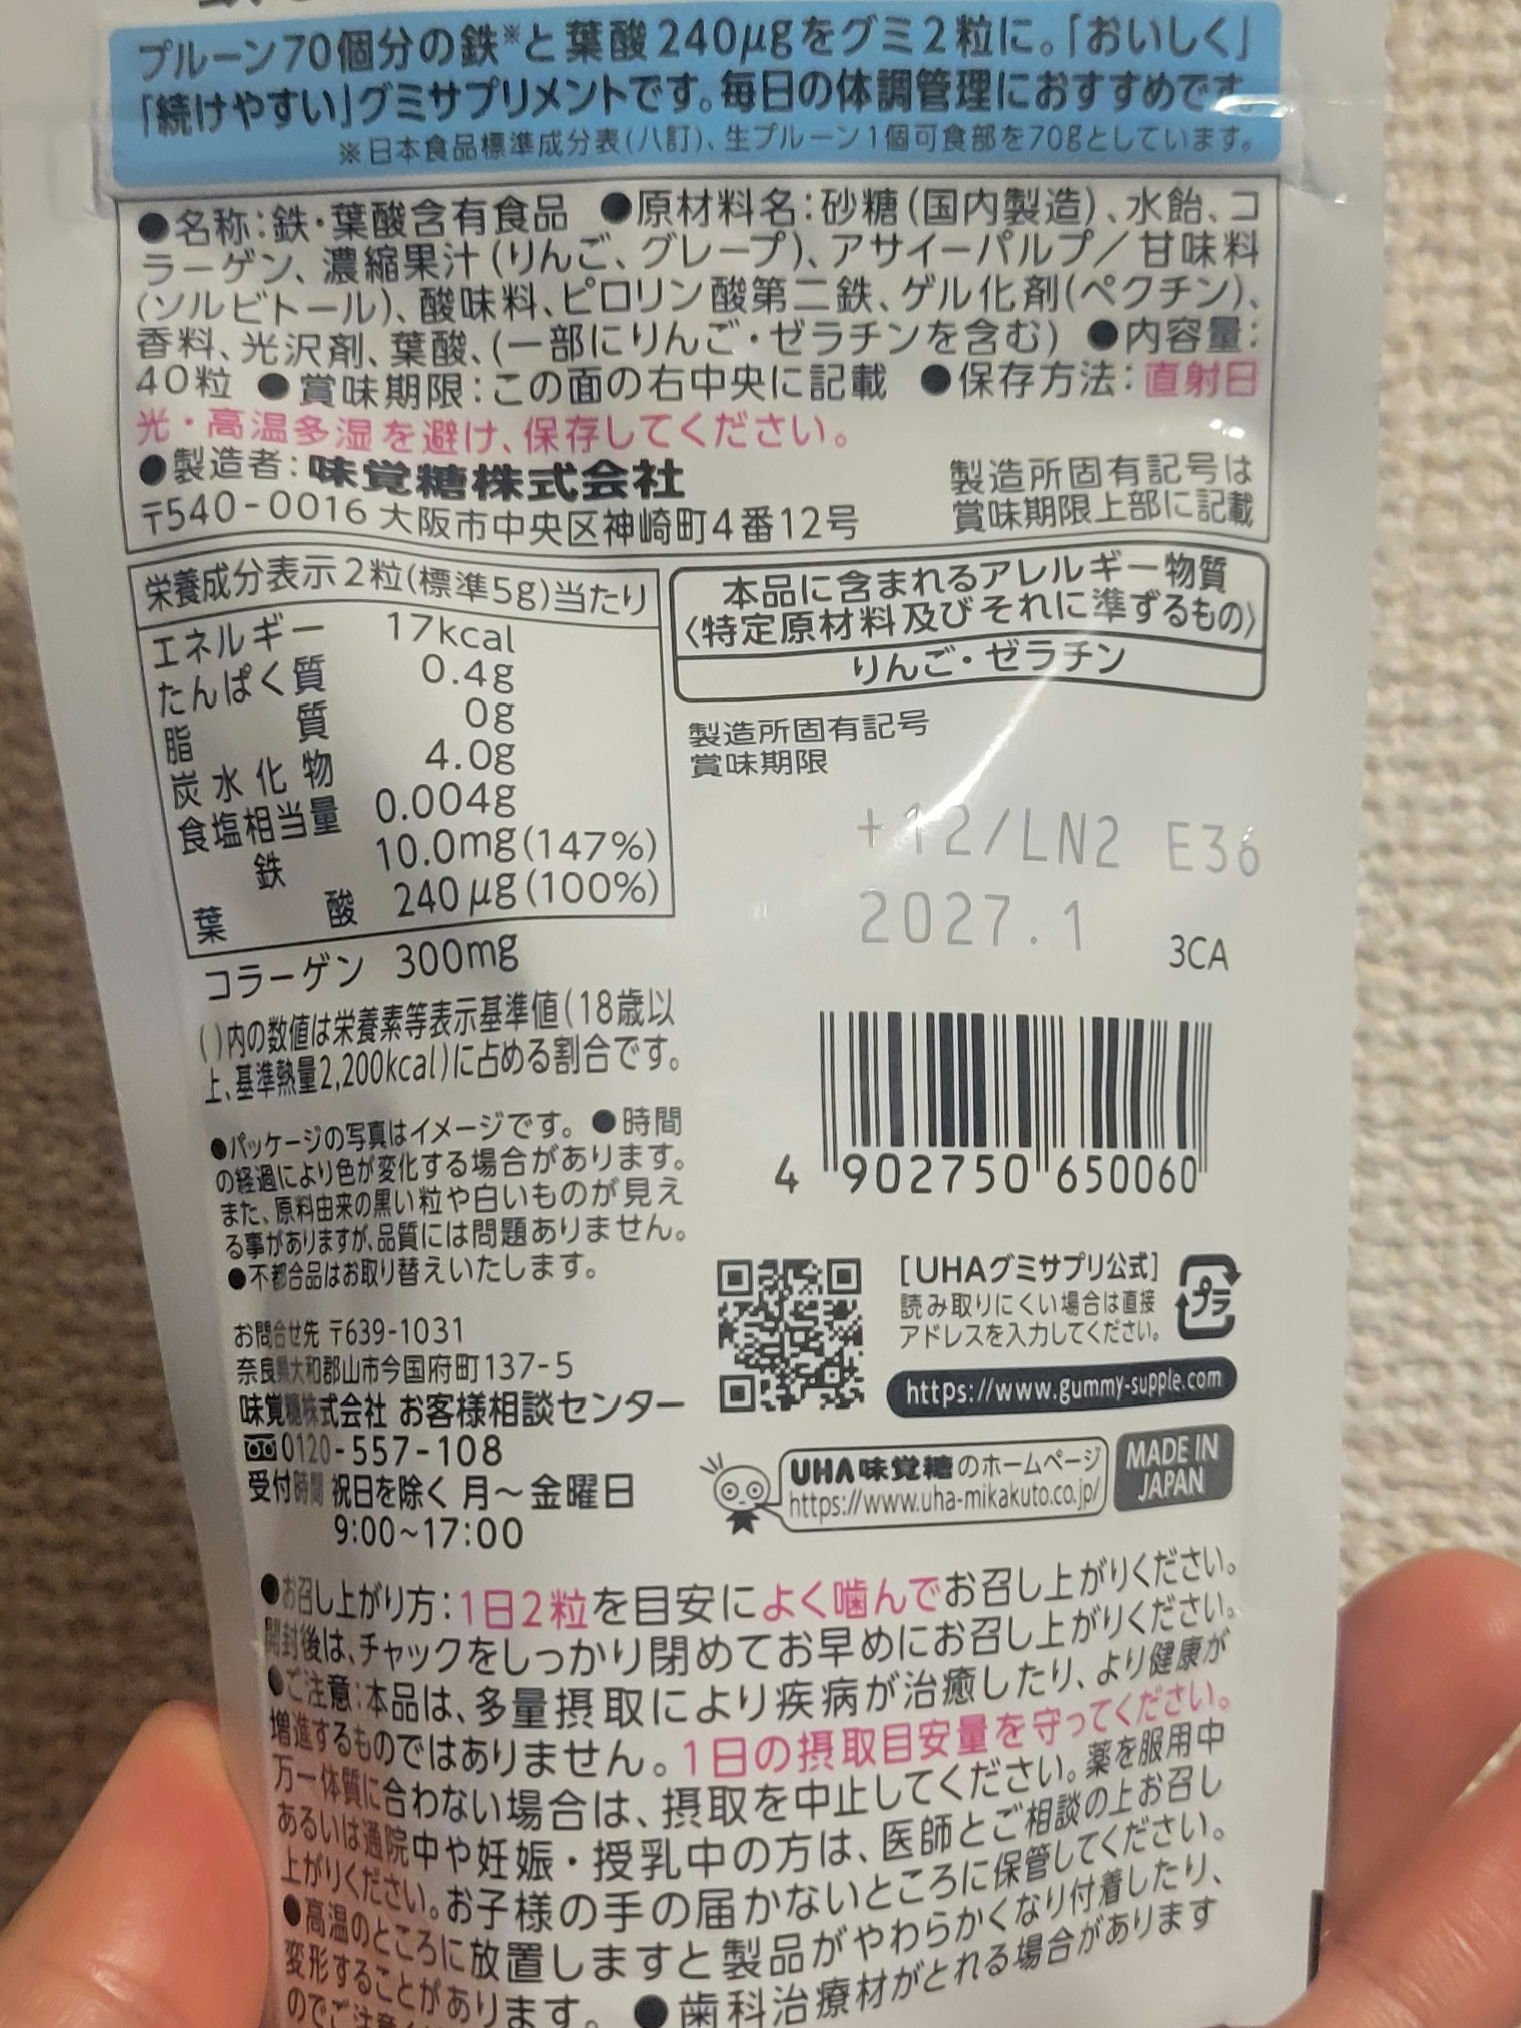 プルーン70個分の鉄※と葉酸240μgをグミ2粒に。「おいしく」
「続けやすい」グミサプリメントです。毎日の体調管理におすすめです。
※日本食品標準成分表(八訂)、生プルーン1個可食部を70gとしています。
●名称:鉄・葉酸含有食品 ●原材料名:砂糖(国内製造)、水飴、コ
ラーゲン、濃縮果汁(りんご、グレープ)、アサイーパルプ/甘味料
(ソルビトール)、酸味料、ピロリン酸第二鉄、ゲル化剤(ペクチン)、
香料、光沢剤、葉酸、(一部にりんご・ゼラチンを含む) ●内容量:
40粒 ●賞味期限:この面の右中央に記載 ●保存方法:直射日
光・高温多湿を避け、保存してください。
●製造者:味覚糖株式会社
〒540-0016 大阪市中央区神崎町4番12号
製造所固有記号は
賞味期限上部に記載
栄養成分表示2粒(標準5g)当たり
エネルギー 17kcal
たんぱく質 0.4g
脂質 0g
炭水化物 4.0g
食塩相当量 0.004g
鉄 10.0mg(147%)
葉酸 240μg(100%)
コラーゲン 300mg
( )内の数値は栄養素等表示基準値(18歳以
上、基準熱量2,200kcal)に占める割合です。
本品に含まれるアレルギー物質
〈特定原材料及びそれに準ずるもの〉
りんご・ゼラチン
製造所固有記号
賞味期限
+12/LN2 E36
2027.1
3CA
4 902750 650060
●パッケージの写真はイメージです。 ●時間
の経過により色が変化する場合があります。
また、原料由来の黒い粒や白いものが見え
る事がありますが、品質には問題ありません。
●不都合品はお取り替えいたします。
お問合せ先 〒639-1031
奈良県大和郡山市今国府町137-5
味覚糖株式会社 お客様相談センター
0120-557-108
受付時間 祝日を除く 月～金曜日
9:00~17:00
[UHAグミサプリ公式]
読み取りにくい場合は直接
アドレスを入力してください。
プラ
https://www.gummy-supple.com
UHA味覚糖のホームページ
https://www.uha-mikakuto.co.jp/
MADE IN
JAPAN
●お召し上がり方:1日2粒を目安によく噛んでお召し上がりください。
開封後は、チャックをしっかり閉めてお早めにお召し上がりください。
●ご注意:本品は、多量摂取により疾病が治癒したり、より健康が
増進するものではありません。1日の摂取目安量を守ってください。
万一体質に合わない場合は、摂取を中止してください。薬を服用中
あるいは通院中や妊娠・授乳中の方は、医師とご相談の上お召し
上がりください。お子様の手の届かないところに保管してください。
●高温のところに放置しますと製品がやわらかくなり付着したり、
変形することがあります。 ●歯科治療材がとれる場合があります
のでご注意